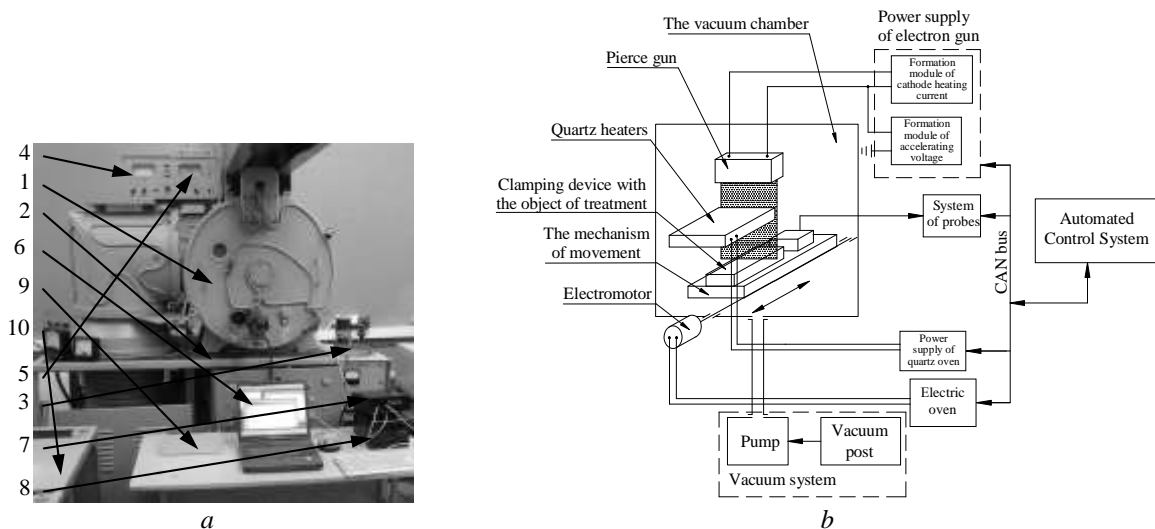 4
1
2
6
9
10
5
3
7
8
a
The vacuum chamber
Pierce gun
Quartz heaters
Clamping device with
the object of treatment
The mechanism
of movement
Electromotor
Power supply
of electron gun
Formation
module of
cathode heating
current
Formation
module of
accelerating
voltage
System
of probes
CAN bus
Automated
Control System
Power
supply of
quartz oven
Electric
oven
Pump
Vacuum
post
Vacuum system
b